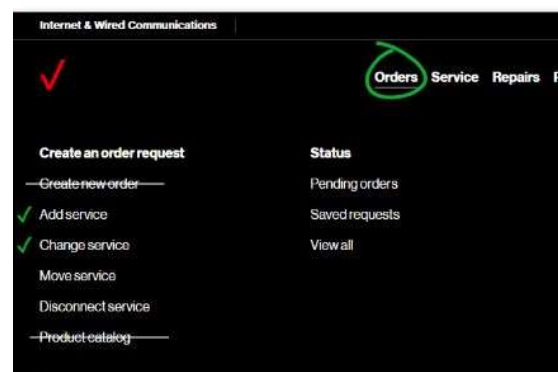 Internet & Wired Communications
Orders Service Repairs
Create an order request
Create new order
Add service
Change service
Move service
Disconnect service
Product catalog
Status
Pending orders
Saved requests
View all